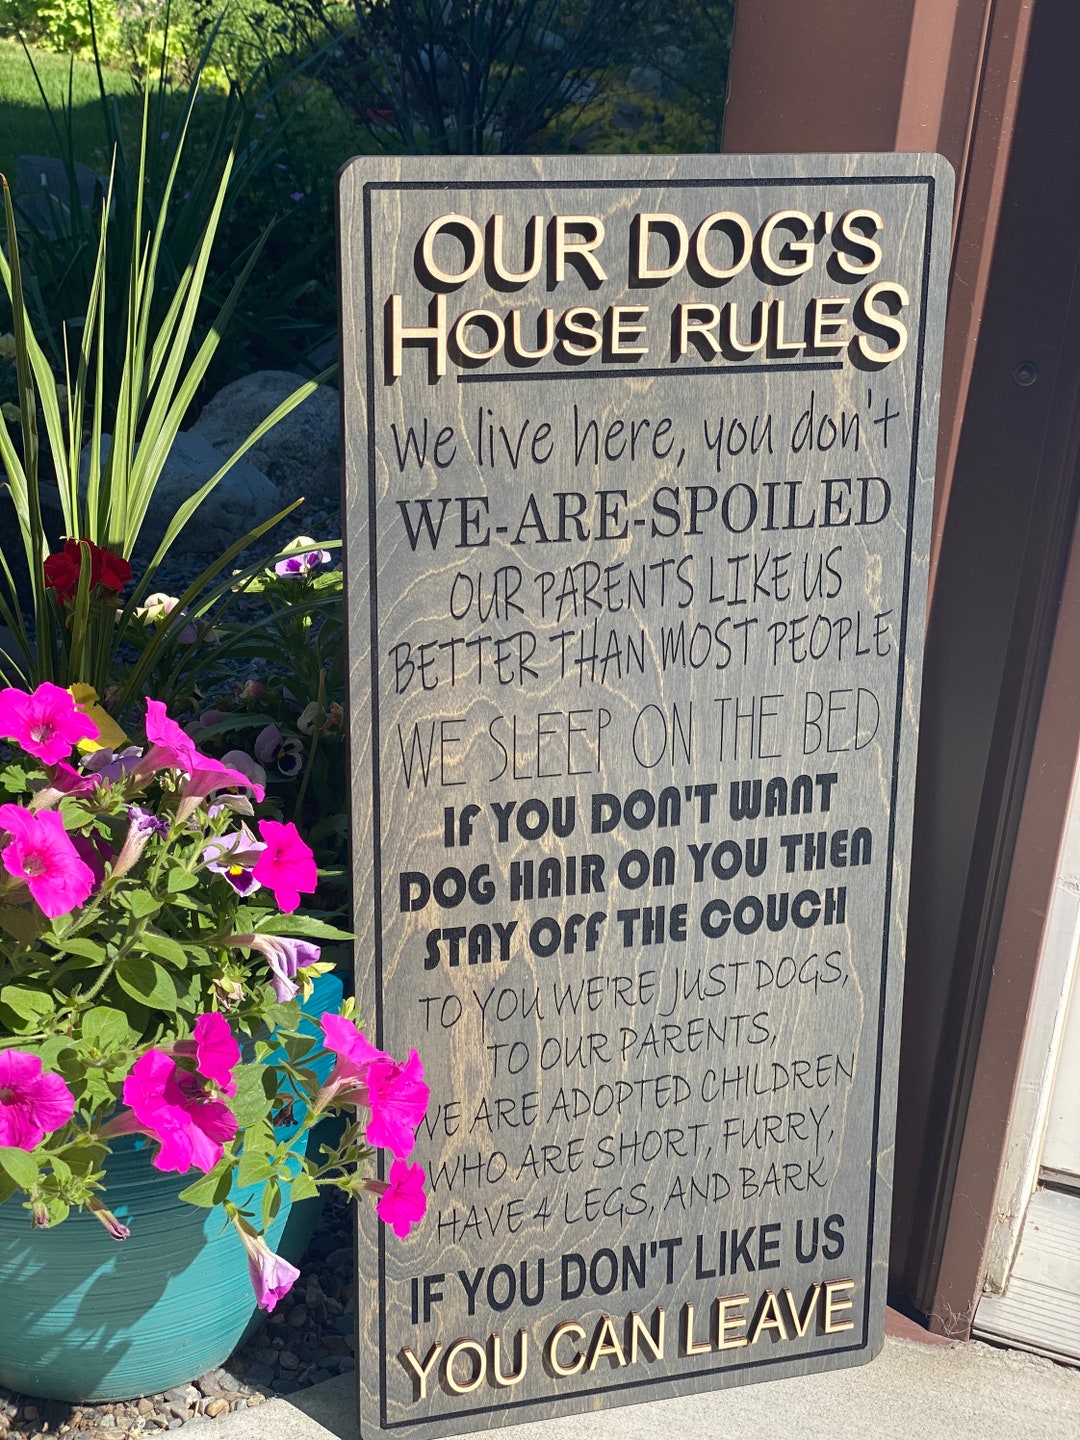 OUR DOG'S
HOUSE RULES
We live here, you don't
WE-ARE-SPOILED
OUR PARENTS LIKE US
BETTER THAN MOST PEOPLE
WE SLEEP ON THE BED
IF YOU DON'T WANT
DOG HAIR ON YOU THEN
STAY OFF THE COUCH
TO YOU WE'RE JUST DOGS,
TO OUR PARENTS,
WE ARE ADOPTED CHILDREN
WHO ARE SHORT, FURRY,
HAVE 4 LEGS, AND BARK
IF YOU DON'T LIKE US
YOU CAN LEAVE